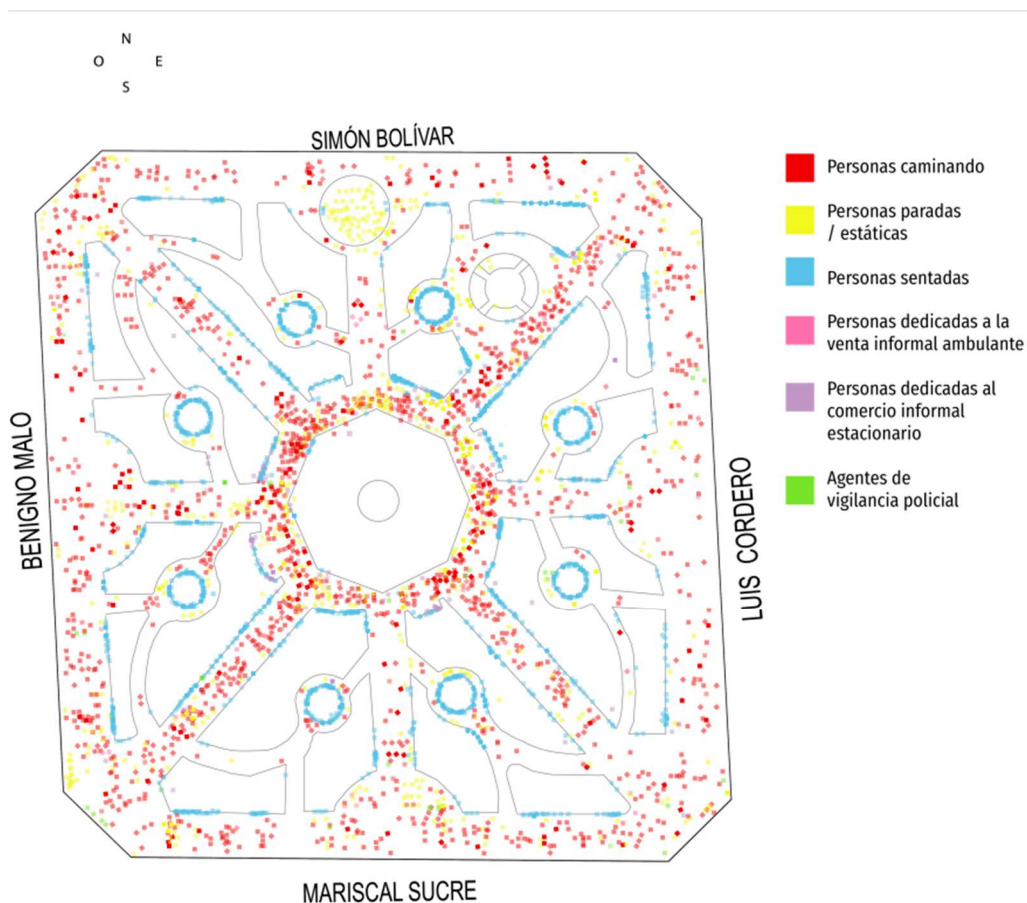 N
O E
S
SIMÓN BOLÍVAR
BENIGNO MALO
LUIS CORDERO
MARISCAL SUCRE
Personas caminando
Personas paradas
/ estáticas
Personas sentadas
Personas dedicadas a la
venta informal ambulante
Personas dedicadas al
comercio informal
estacionario
Agentes de
vigilancia policial